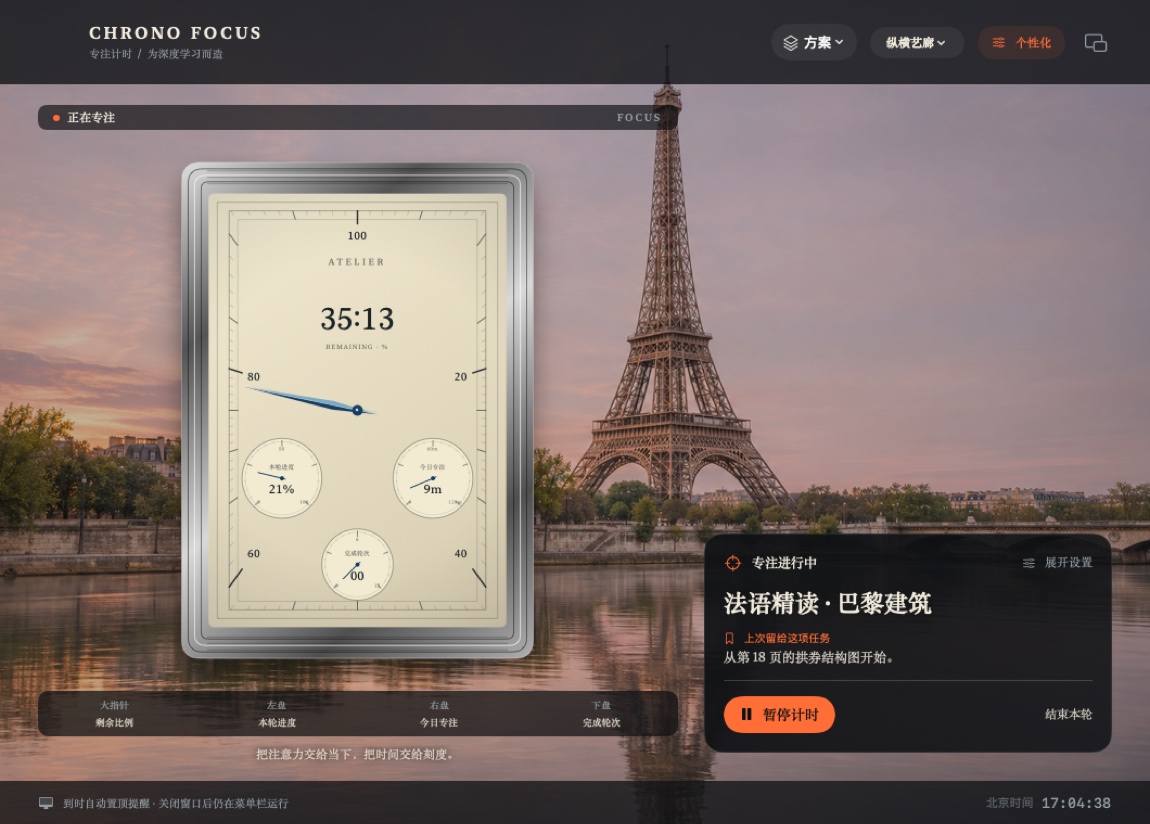 CHRONO FOCUS
专注计时 / 为深度学习而造
方案
纵横艺廊
个性化
正在专注
FOCUS
100
ATELIER
35:13
REMAINING · %
80
20
本轮进度
21%
今日专注
9m
60
40
完成轮次
00
大指针
左盘
右盘
下盘
剩余比例
本轮进度
今日专注
完成轮次
把注意力交给当下，把时间交给刻度。
专注进行中
展开设置
法语精读 · 巴黎建筑
上次留给这项任务
从第 18 页的拱券结构图开始。
暂停计时
结束本轮
到时自动置顶提醒 · 关闭窗口后仍在菜单栏运行
北京时间 17:04:38